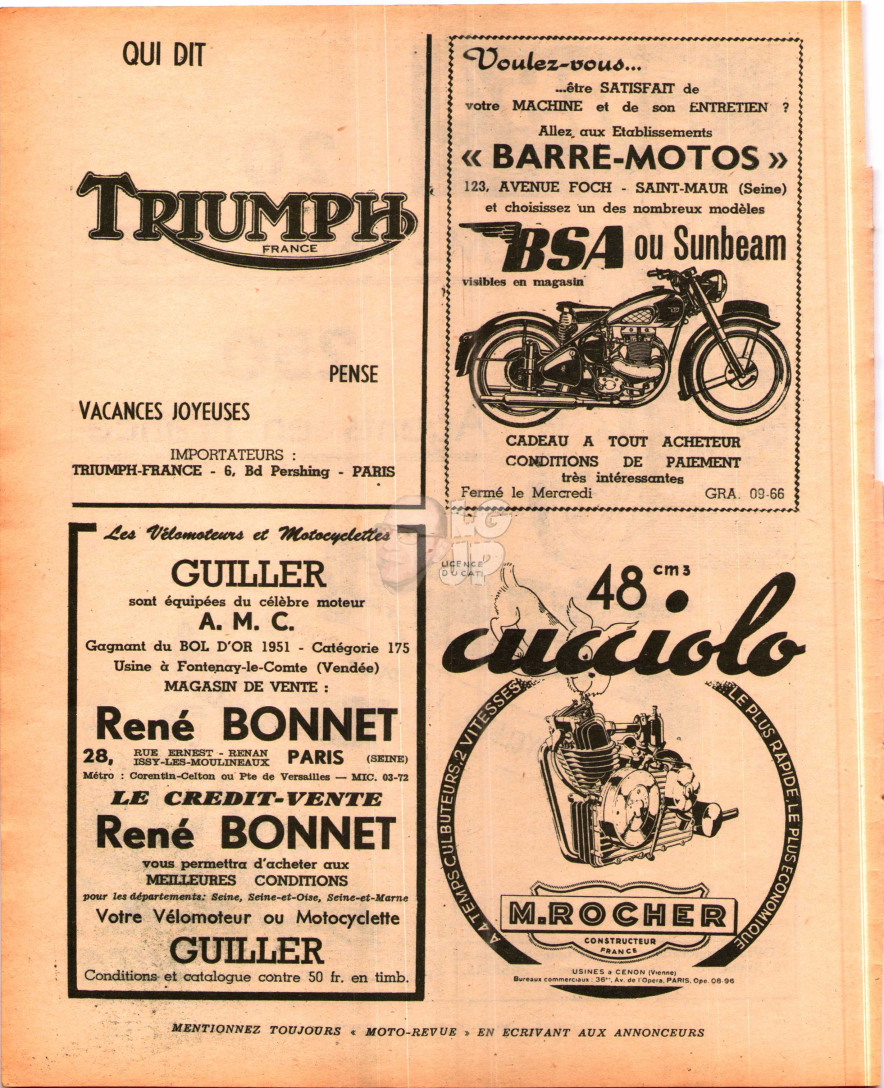 QUI DIT
TRIUMPH
FRANCE
PENSE
VACANCES JOYEUSES
IMPORTATEURS :
TRIUMPH-FRANCE - 6, Bd Pershing - PARIS
Voulez-vous...
...être SATISFAIT de
votre MACHINE et de son ENTRETIEN ?
Allez aux Etablissements
« BARRE-MOTOS »
123, AVENUE FOCH - SAINT-MAUR (Seine)
et choisissez un des nombreux modèles
BSA ou Sunbeam
visibles en magasin
CADEAU A TOUT ACHETEUR
CONDITIONS DE PAIEMENT
très intéressantes
Fermé le Mercredi GRA. 09-66
Les Vélomoteurs et Motocyclettes
GUILLER
sont équipées du célèbre moteur
A. M. C.
Gagnant du BOL D'OR 1951 - Catégorie 175
Usine à Fontenay-le-Comte (Vendée)
MAGASIN DE VENTE :
René BONNET
28, RUE ERNEST - RENAN
ISSY-LES-MOULINEAUX PARIS (SEINE)
Métro : Corentin-Celton ou Pte de Versailles — MIC. 03-72
LE CREDIT-VENTE
René BONNET
vous permettra d'acheter aux
MEILLEURES CONDITIONS
pour les départements: Seine, Seine-et-Oise, Seine-et-Marne
Votre Vélomoteur ou Motocyclette
GUILLER
Conditions et catalogue contre 50 fr. en timb.
LICENCE
DUCATI
48 cm3
cucciolo
A 4 TEMPS. CULBUTEURS. 2 VITESSES
LE PLUS RAPIDE. LE PLUS ECONOMIQUE
M.ROCHER
CONSTRUCTEUR
FRANCE
USINES à CENON (Vienne)
Bureaux commerciaux : 36bis, Av. de l'Opéra, PARIS, Ope. 08-96
MENTIONNEZ TOUJOURS « MOTO-REVUE » EN ECRIVANT AUX ANNONCEURS